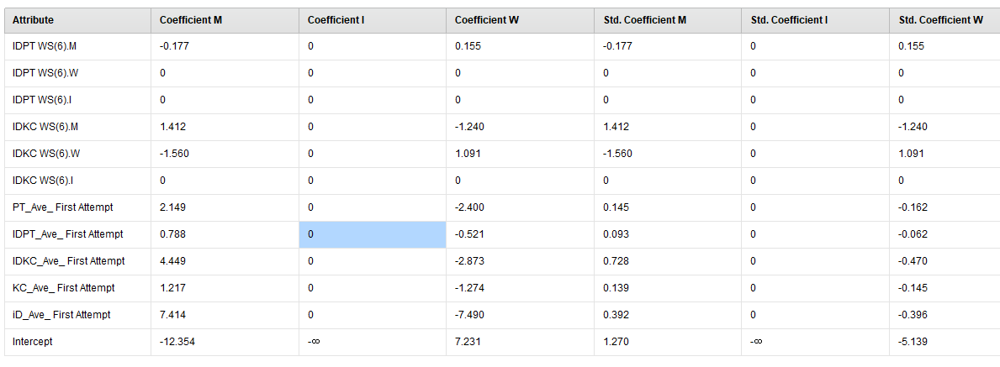 Attribute Coefficient M Coefficient I Coefficient W Std. Coefficient M Std. Coefficient I Std. Coefficient W
IDPT WS(6).M -0.177 0 0.155 -0.177 0 0.155
IDPT WS(6).W 0 0 0 0 0 0
IDPT WS(6).I 0 0 0 0 0 0
IDKC WS(6).M 1.412 0 -1.240 1.412 0 -1.240
IDKC WS(6).W -1.560 0 1.091 -1.560 0 1.091
IDKC WS(6).I 0 0 0 0 0 0
PT_Ave_ First Attempt 2.149 0 -2.400 0.145 0 -0.162
IDPT_Ave_ First Attempt 0.788 0 -0.521 0.093 0 -0.062
IDKC_Ave_ First Attempt 4.449 0 -2.873 0.728 0 -0.470
KC_Ave_ First Attempt 1.217 0 -1.274 0.139 0 -0.145
iD_Ave_ First Attempt 7.414 0 -7.490 0.392 0 -0.396
Intercept -12.354 -∞ 7.231 1.270 -∞ -5.139